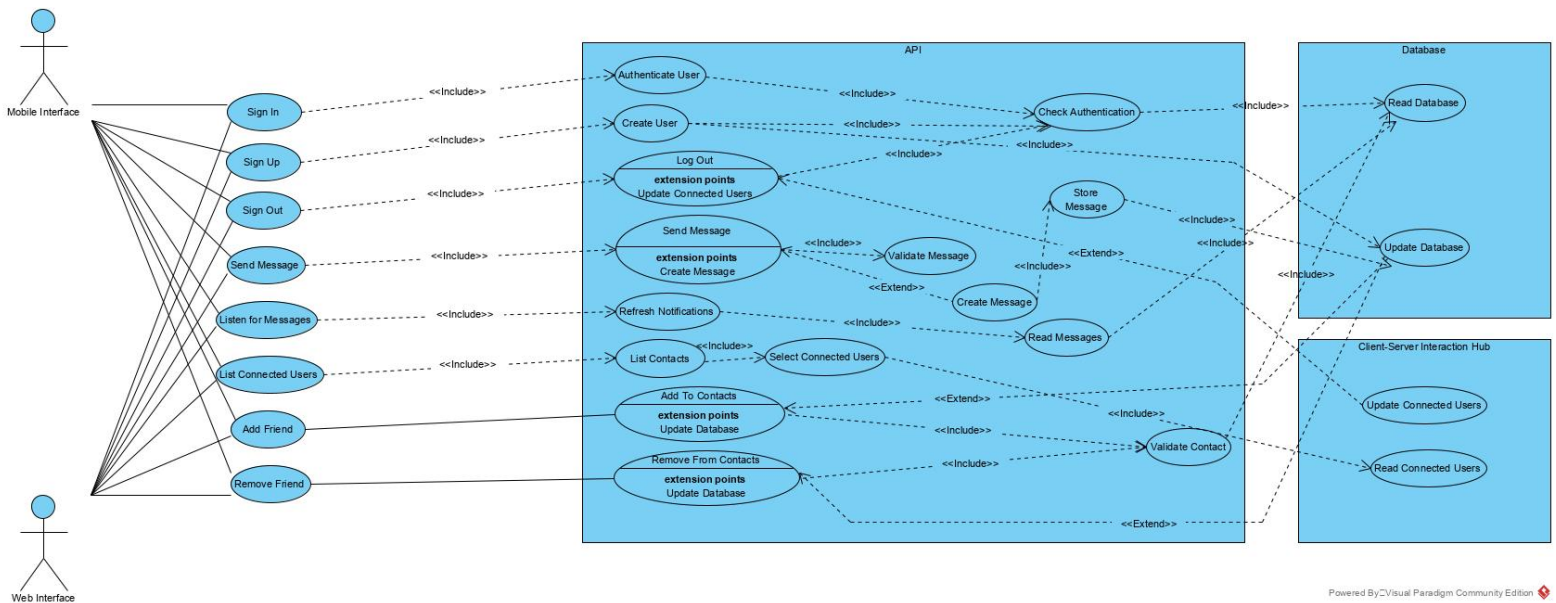 Mobile Interface
Web Interface
Sign In
Sign Up
Sign Out
Send Message
Listen for Messages
List Connected Users
Add Friend
Remove Friend
<<Include>>
<<Include>>
<<Include>>
<<Include>>
<<Include>>
<<Include>>
API
Authenticate User
Create User
Log Out
extension points
Update Connected Users
Send Message
extension points
Create Message
Refresh Notifications
List Contacts
Add To Contacts
extension points
Update Database
Remove From Contacts
extension points
Update Database
<<Include>>
<<Include>>
<<Include>>
<<Include>>
<<Extend>>
<<Include>>
<<Include>>
<<Extend>>
<<Include>>
<<Include>>
<<Extend>>
Validate Message
Create Message
Select Connected Users
Check Authentication
Store
Message
<<Include>>
Read Messages
<<Include>>
Validate Contact
<<Include>>
<<Include>>
<<Include>>
<<Extend>>
<<Include>>
<<Include>>
Database
Read Database
Update Database
Client-Server Interaction Hub
Update Connected Users
Read Connected Users
Powered By Visual Paradigm Community Edition